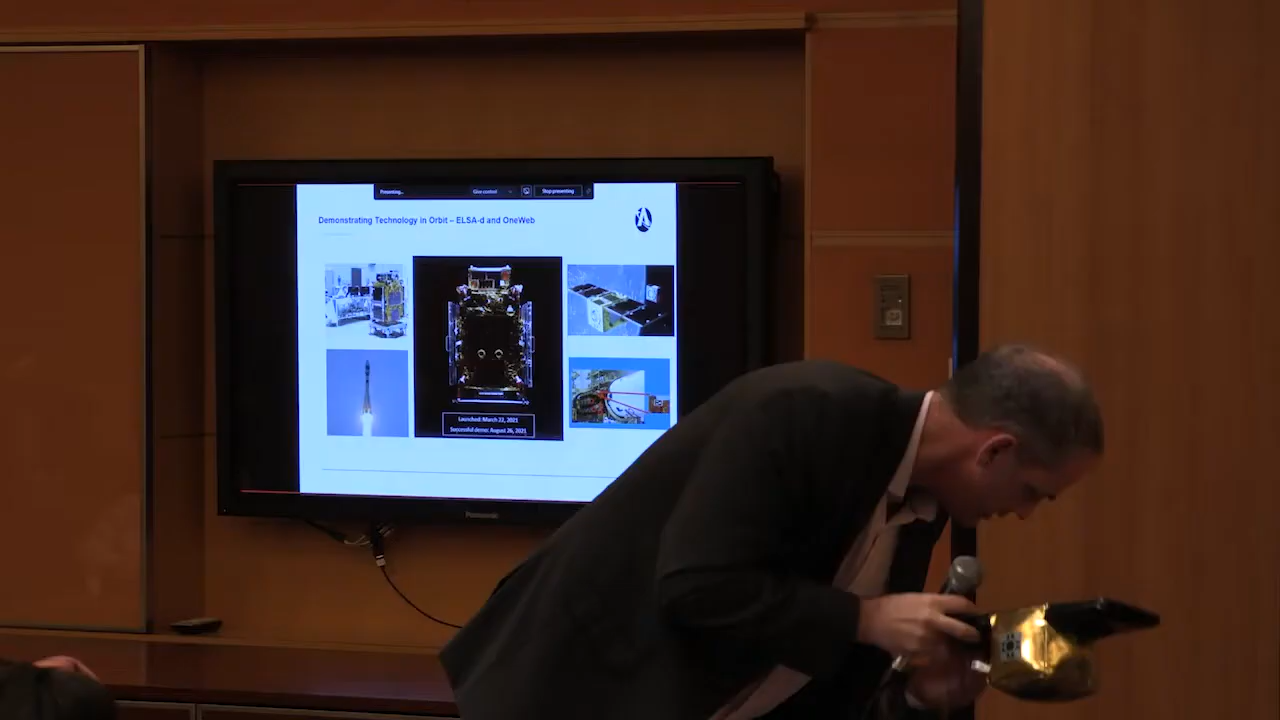 Presenting...
Give control
Stop presenting
Demonstrating Technology in Orbit – ELSA-d and OneWeb
Launched: March 22, 2021
Successful demo: August 26, 2021
Panasonic